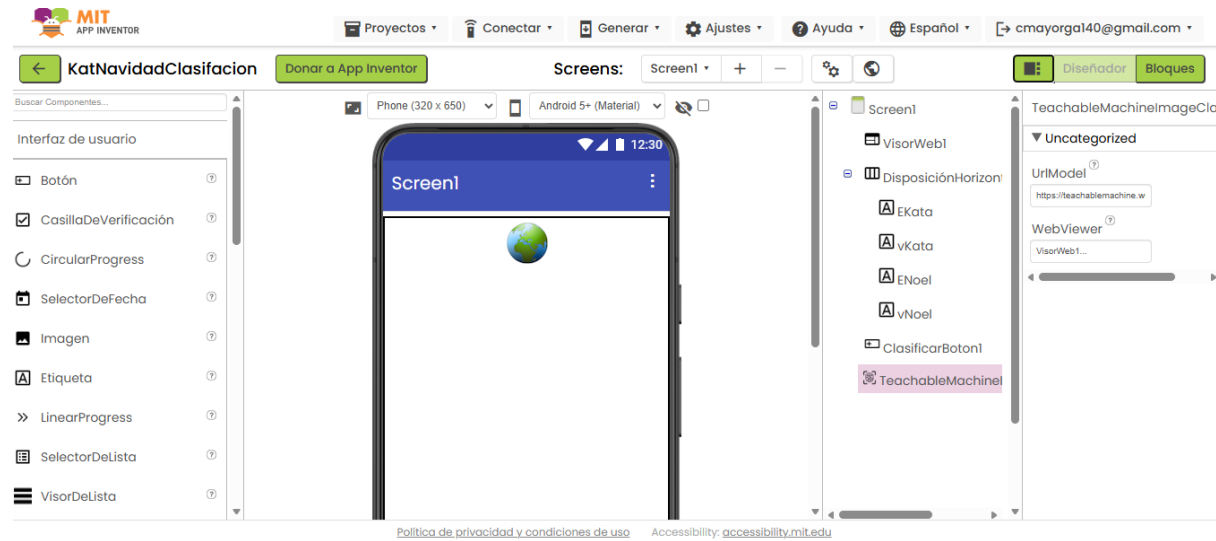 MIT
APP INVENTOR
Proyectos
Conectar
Generar
Ajustes
Ayuda
Español
cmayorga140@gmail.com
KatNavidadClasifacion
Donar a App Inventor
Screens:
Screen1
Diseñador
Bloques
Buscar Componentes...
Interfaz de usuario
Botón
CasillaDeVerificación
CircularProgress
SelectorDeFecha
Imagen
Etiqueta
LinearProgress
SelectorDeLista
VisorDeLista
Phone (320 x 650)
Android 5+ (Material)
12:30
Screen1
Screen1
VisorWeb1
DisposiciónHorizont
EKata
vKata
ENoel
vNoel
ClasificarBoton1
TeachableMachineI
TeachableMachineImageCla
Uncategorized
UrlModel
https://teachablemachine.w
WebViewer
VisorWeb1...
Política de privacidad y condiciones de uso Accessibility: accessibility.mit.edu